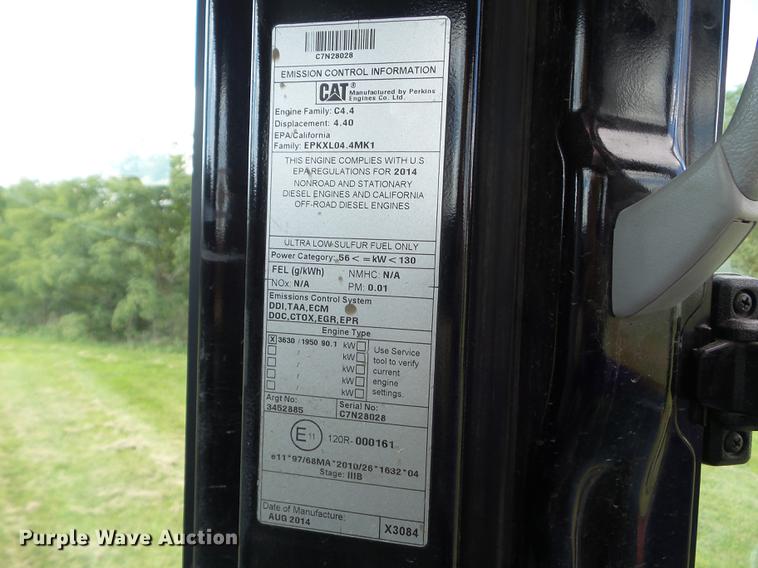 C7N28028
EMISSION CONTROL INFORMATION
CAT® Manufactured by Perkins Engines Co. Ltd.
Engine Family: C4.4
Displacement: 4.40
EPA/California
Family: EPKXL04.4MK1
THIS ENGINE COMPLIES WITH U.S
EPA REGULATIONS FOR 2014
NONROAD AND STATIONARY
DIESEL ENGINES AND CALIFORNIA
OFF-ROAD DIESEL ENGINES
ULTRA LOW-SULFUR FUEL ONLY
Power Category: 56 < = kW < 130
FEL (g/kWh) NMHC: N/A
NOx: N/A PM: 0.01
Emissions Control System
DDI,TAA,ECM
DOC,CTOX,EGR,EPR
Engine Type
X 3630 / 1950 90.1 kW
/ kW
/ kW
/ kW
/ kW
Use Service
tool to verify
current
engine
settings.
Argt No:
3452885
Serial No:
C7N28028
E11 120R-000161
e11*97/68MA*2010/26*1632*04
Stage: IIIB
Date of Manufacture:
AUG 2014
X3084
Purple Wave Auction®